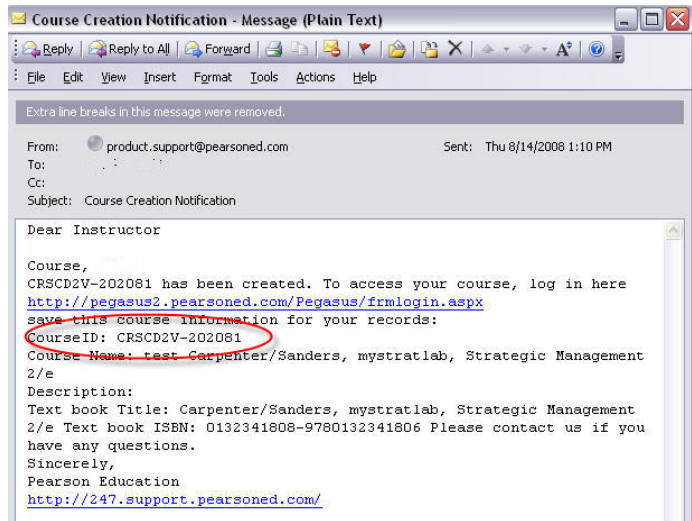 Course Creation Notification - Message (Plain Text)
Reply Reply to All Forward
File Edit View Insert Format Tools Actions Help
Extra line breaks in this message were removed.
From: product.support@pearsoned.com Sent: Thu 8/14/2008 1:10 PM
To:
Cc:
Subject: Course Creation Notification
Dear Instructor
Course,
CRSCD2V-202081 has been created. To access your course, log in here
http://pegasus2.pearsoned.com/Pegasus/frmlogin.aspx
save this course information for your records:
CourseID: CRSCD2V-202081
Course Name: test Carpenter/Sanders, mystratlab, Strategic Management
2/e
Description:
Text book Title: Carpenter/Sanders, mystratlab, Strategic Management
2/e Text book ISBN: 0132341808-9780132341806 Please contact us if you
have any questions.
Sincerely,
Pearson Education
http://247.support.pearsoned.com/